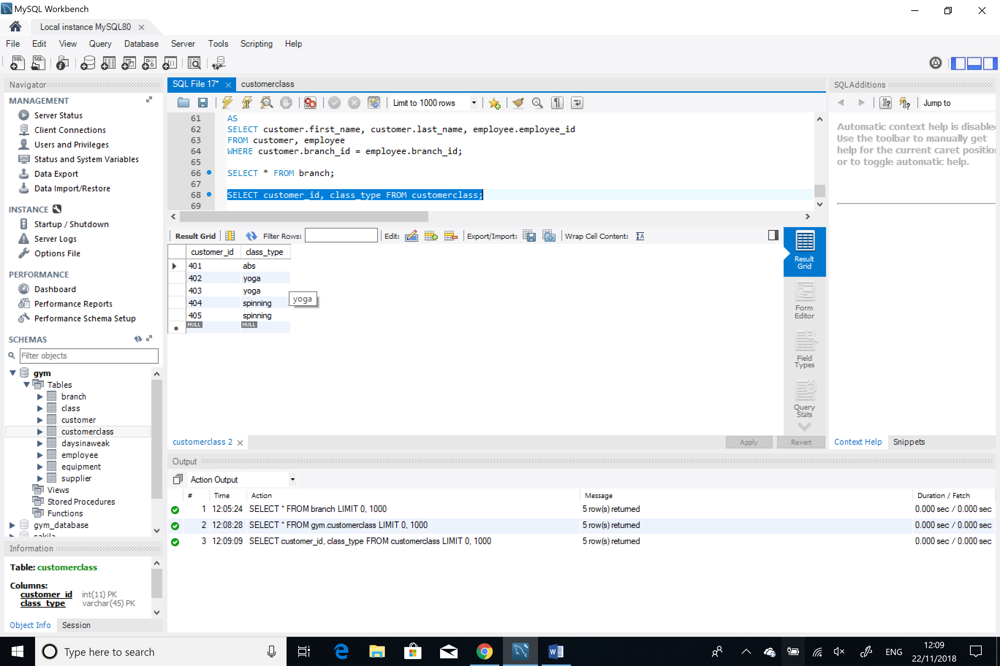 MySQL Workbench
Local instance MySQL80
File Edit View Query Database Server Tools Scripting Help
Navigator
MANAGEMENT
Server Status
Client Connections
Users and Privileges
Status and System Variables
Data Export
Data Import/Restore
INSTANCE
Startup / Shutdown
Server Logs
Options File
PERFORMANCE
Dashboard
Performance Reports
Performance Schema Setup
SCHEMAS
Filter objects
gym
Tables
branch
class
customer
customerclass
daysinaweak
employee
equipment
supplier
Views
Stored Procedures
Functions
gym_database
sakila
Information
Table: customerclass
Columns:
customer_id int(11) PK
class_type varchar(45) PK
Object Info Session
SQL File 17* customerclass
Limit to 1000 rows
61 AS
62 SELECT customer.first_name, customer.last_name, employee.employee_id
63 FROM customer, employee
64 WHERE customer.branch_id = employee.branch_id;
65
66 SELECT * FROM branch;
67
68 SELECT customer_id, class_type FROM customerclass;
69
Result Grid Filter Rows: Edit: Export/Import: Wrap Cell Content:
customer_id class_type
401 abs
402 yoga
403 yoga
404 spinning
405 spinning
NULL NULL
yoga
Result
Grid
Form
Editor
Field
Types
Query
Stats
customerclass 2
Apply Revert
SQLAdditions
Jump to
Automatic context help is disabled
Use the toolbar to manually get
help for the current caret position
or to toggle automatic help.
Context Help Snippets
Output
Action Output
# Time Action Message Duration / Fetch
1 12:05:24 SELECT * FROM branch LIMIT 0, 1000 5 row(s) returned 0.000 sec / 0.000 sec
2 12:08:28 SELECT * FROM gym.customerclass LIMIT 0, 1000 5 row(s) returned 0.000 sec / 0.000 sec
3 12:09:09 SELECT customer_id, class_type FROM customerclass LIMIT 0, 1000 5 row(s) returned 0.000 sec / 0.000 sec
Type here to search
ENG
12:09
22/11/2018